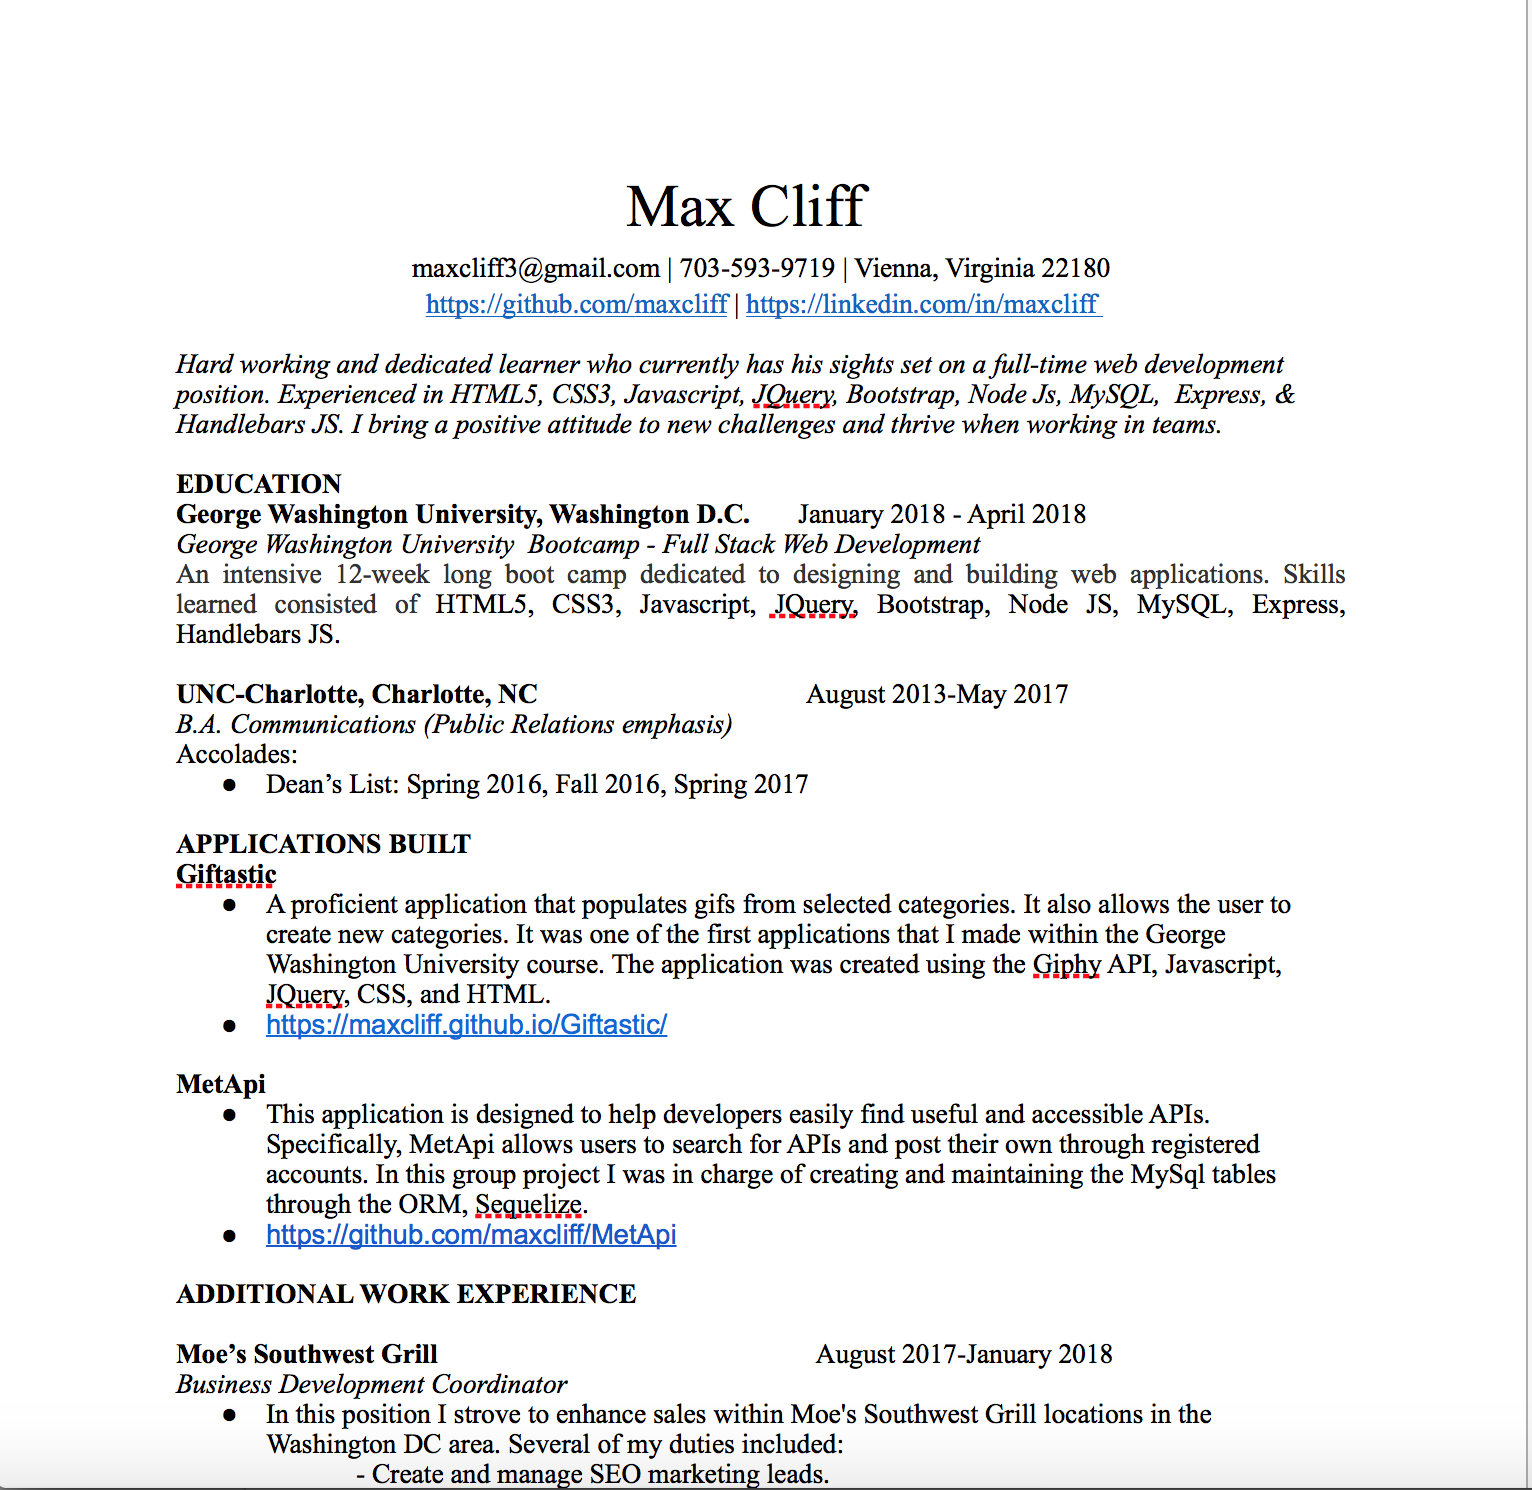 Max Cliff
maxcliff3@gmail.com | 703-593-9719 | Vienna, Virginia 22180
https://github.com/maxcliff | https://linkedin.com/in/maxcliff
Hard working and dedicated learner who currently has his sights set on a full-time web development
position. Experienced in HTML5, CSS3, Javascript, JQuery, Bootstrap, Node Js, MySQL,  Express, &
Handlebars JS. I bring a positive attitude to new challenges and thrive when working in teams.
EDUCATION
George Washington University, Washington D.C. January 2018 - April 2018
George Washington University  Bootcamp - Full Stack Web Development
An intensive 12-week long boot camp dedicated to designing and building web applications. Skills
learned consisted of HTML5, CSS3, Javascript, JQuery, Bootstrap, Node JS, MySQL, Express,
Handlebars JS.
UNC-Charlotte, Charlotte, NC August 2013-May 2017
B.A. Communications (Public Relations emphasis)
Accolades:
● Dean’s List: Spring 2016, Fall 2016, Spring 2017
APPLICATIONS BUILT
Giftastic
● A proficient application that populates gifs from selected categories. It also allows the user to
create new categories. It was one of the first applications that I made within the George
Washington University course. The application was created using the Giphy API, Javascript,
JQuery, CSS, and HTML.
● https://maxcliff.github.io/Giftastic/
MetApi
● This application is designed to help developers easily find useful and accessible APIs.
Specifically, MetApi allows users to search for APIs and post their own through registered
accounts. In this group project I was in charge of creating and maintaining the MySql tables
through the ORM, Sequelize.
● https://github.com/maxcliff/MetApi
ADDITIONAL WORK EXPERIENCE
Moe’s Southwest Grill August 2017-January 2018
Business Development Coordinator
● In this position I strove to enhance sales within Moe's Southwest Grill locations in the
Washington DC area. Several of my duties included:
- Create and manage SEO marketing leads.